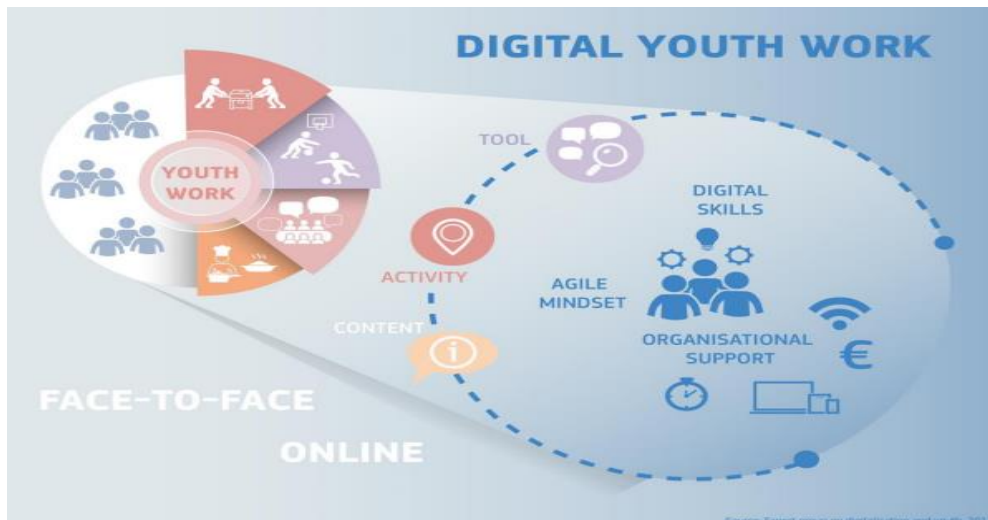 DIGITAL YOUTH WORK
YOUTH
WORK
TOOL
ACTIVITY
CONTENT
DIGITAL
SKILLS
AGILE
MINDSET
ORGANISATIONAL
SUPPORT
€
FACE-TO-FACE
ONLINE